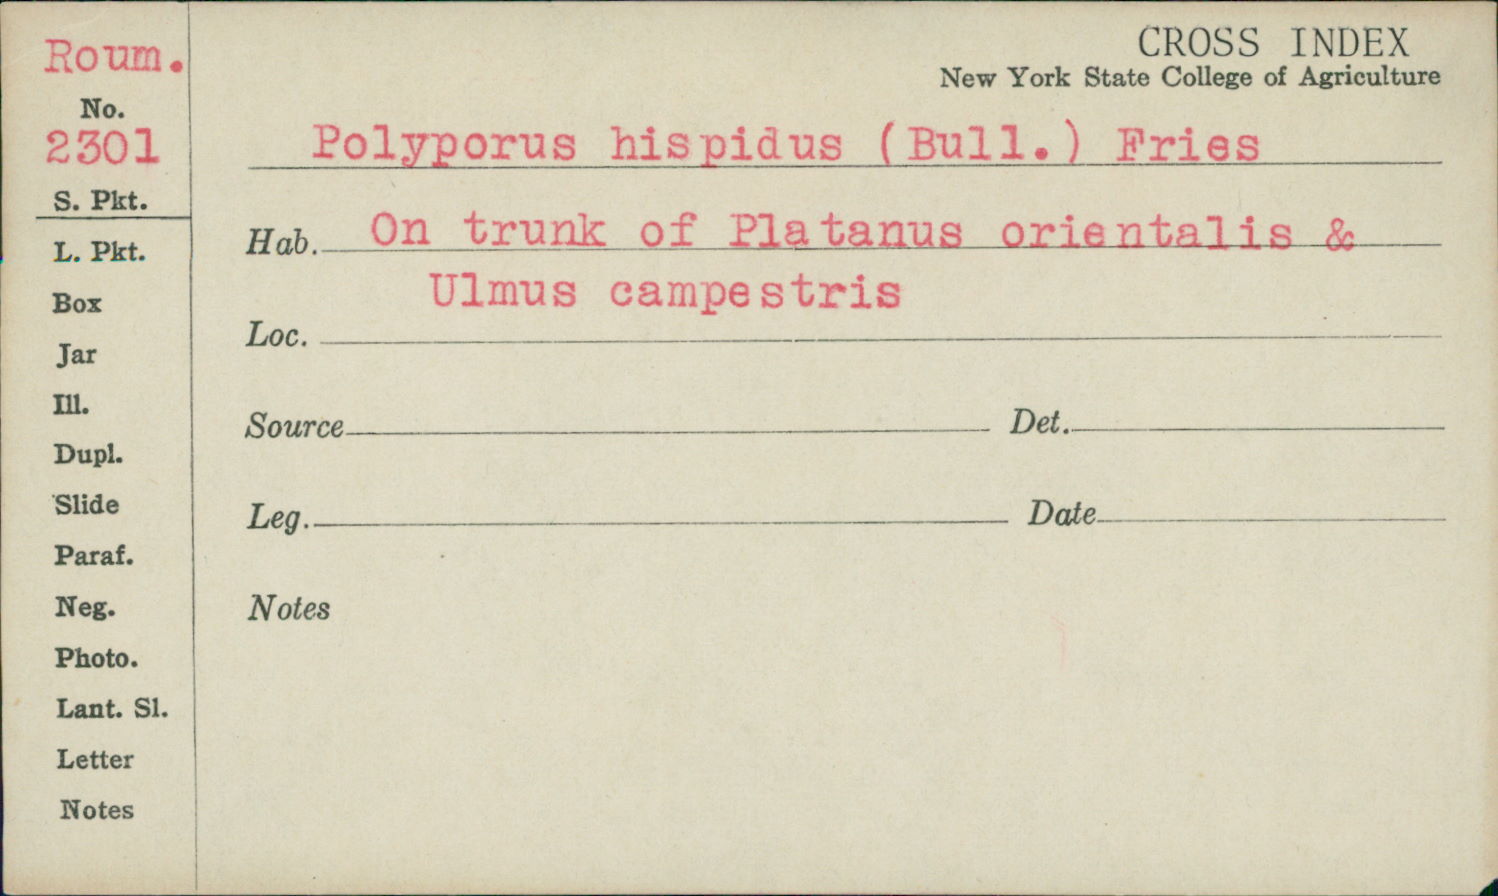 Roum.
No.
2301
S. Pkt.
L. Pkt.
Box
Jar
Ill.
Dupl.
Slide
Paraf.
Neg.
Photo.
Lant. Sl.
Letter
Notes
CROSS INDEX
New York State College of Agriculture
Polyporus hispidus (Bull.) Fries
Hab. On trunk of Platanus orientalis &
Ulmus campestris
Loc.
Source Det.
Leg. Date
Notes